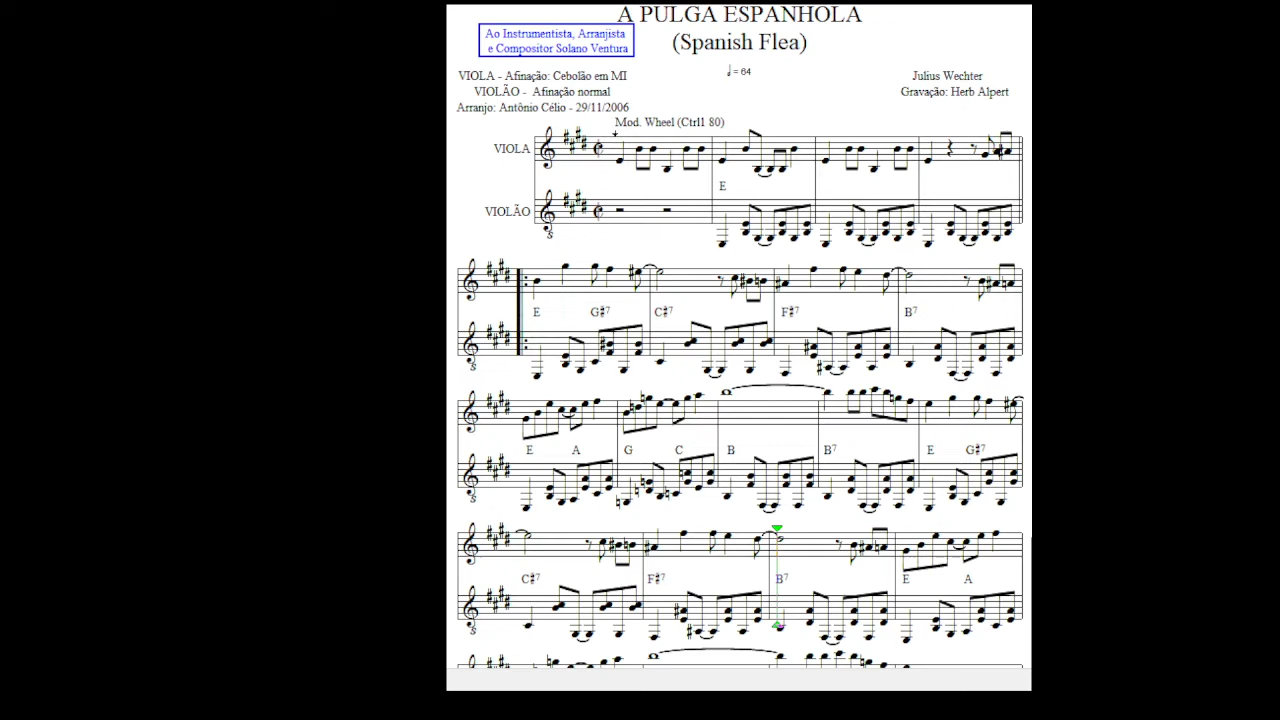 A PULGA ESPANHOLA
(Spanish Flea)
Ao Instrumentista, Arranjista
e Compositor Solano Ventura
= 64
VIOLA - Afinação: Cebolão em MI
VIOLÃO - Afinação normal
Arranjo: Antônio Célio - 29/11/2006
Julius Wechter
Gravação: Herb Alpert
Mod. Wheel (Ctrl1 80)
VIOLA
E
VIOLÃO
E G#7 C#7 F#7 B7
E A G C B B7 E G#7
C#7 F#7 B7 E A